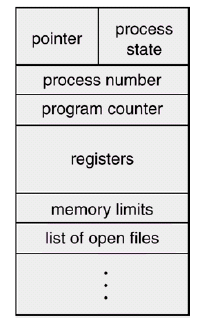 pointer
process
state
process number
program counter
registers
memory limits
list of open files